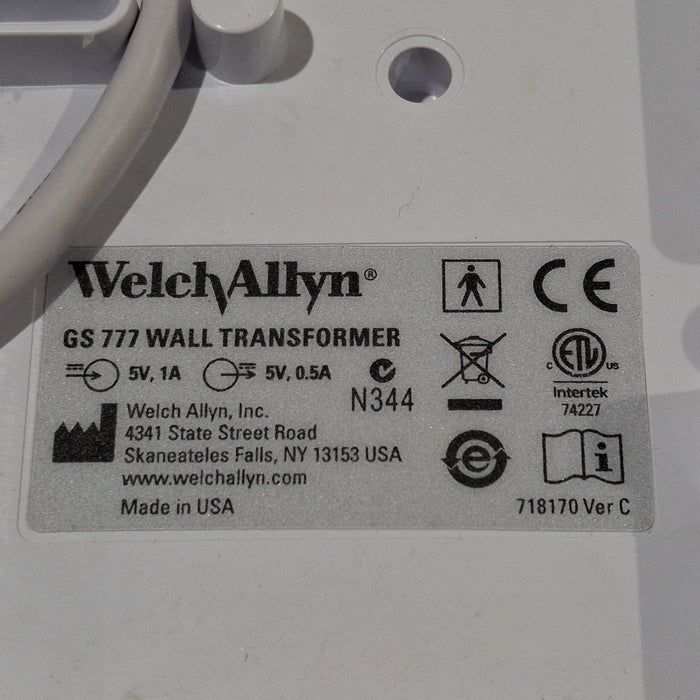 WelchAllyn®
GS 777 WALL TRANSFORMER
5V, 1A 5V, 0.5A
N344
Welch Allyn, Inc.
4341 State Street Road
Skaneateles Falls, NY 13153 USA
www.welchallyn.com
Made in USA
CE
C ETL US
Intertek
74227
e
i
718170 Ver C